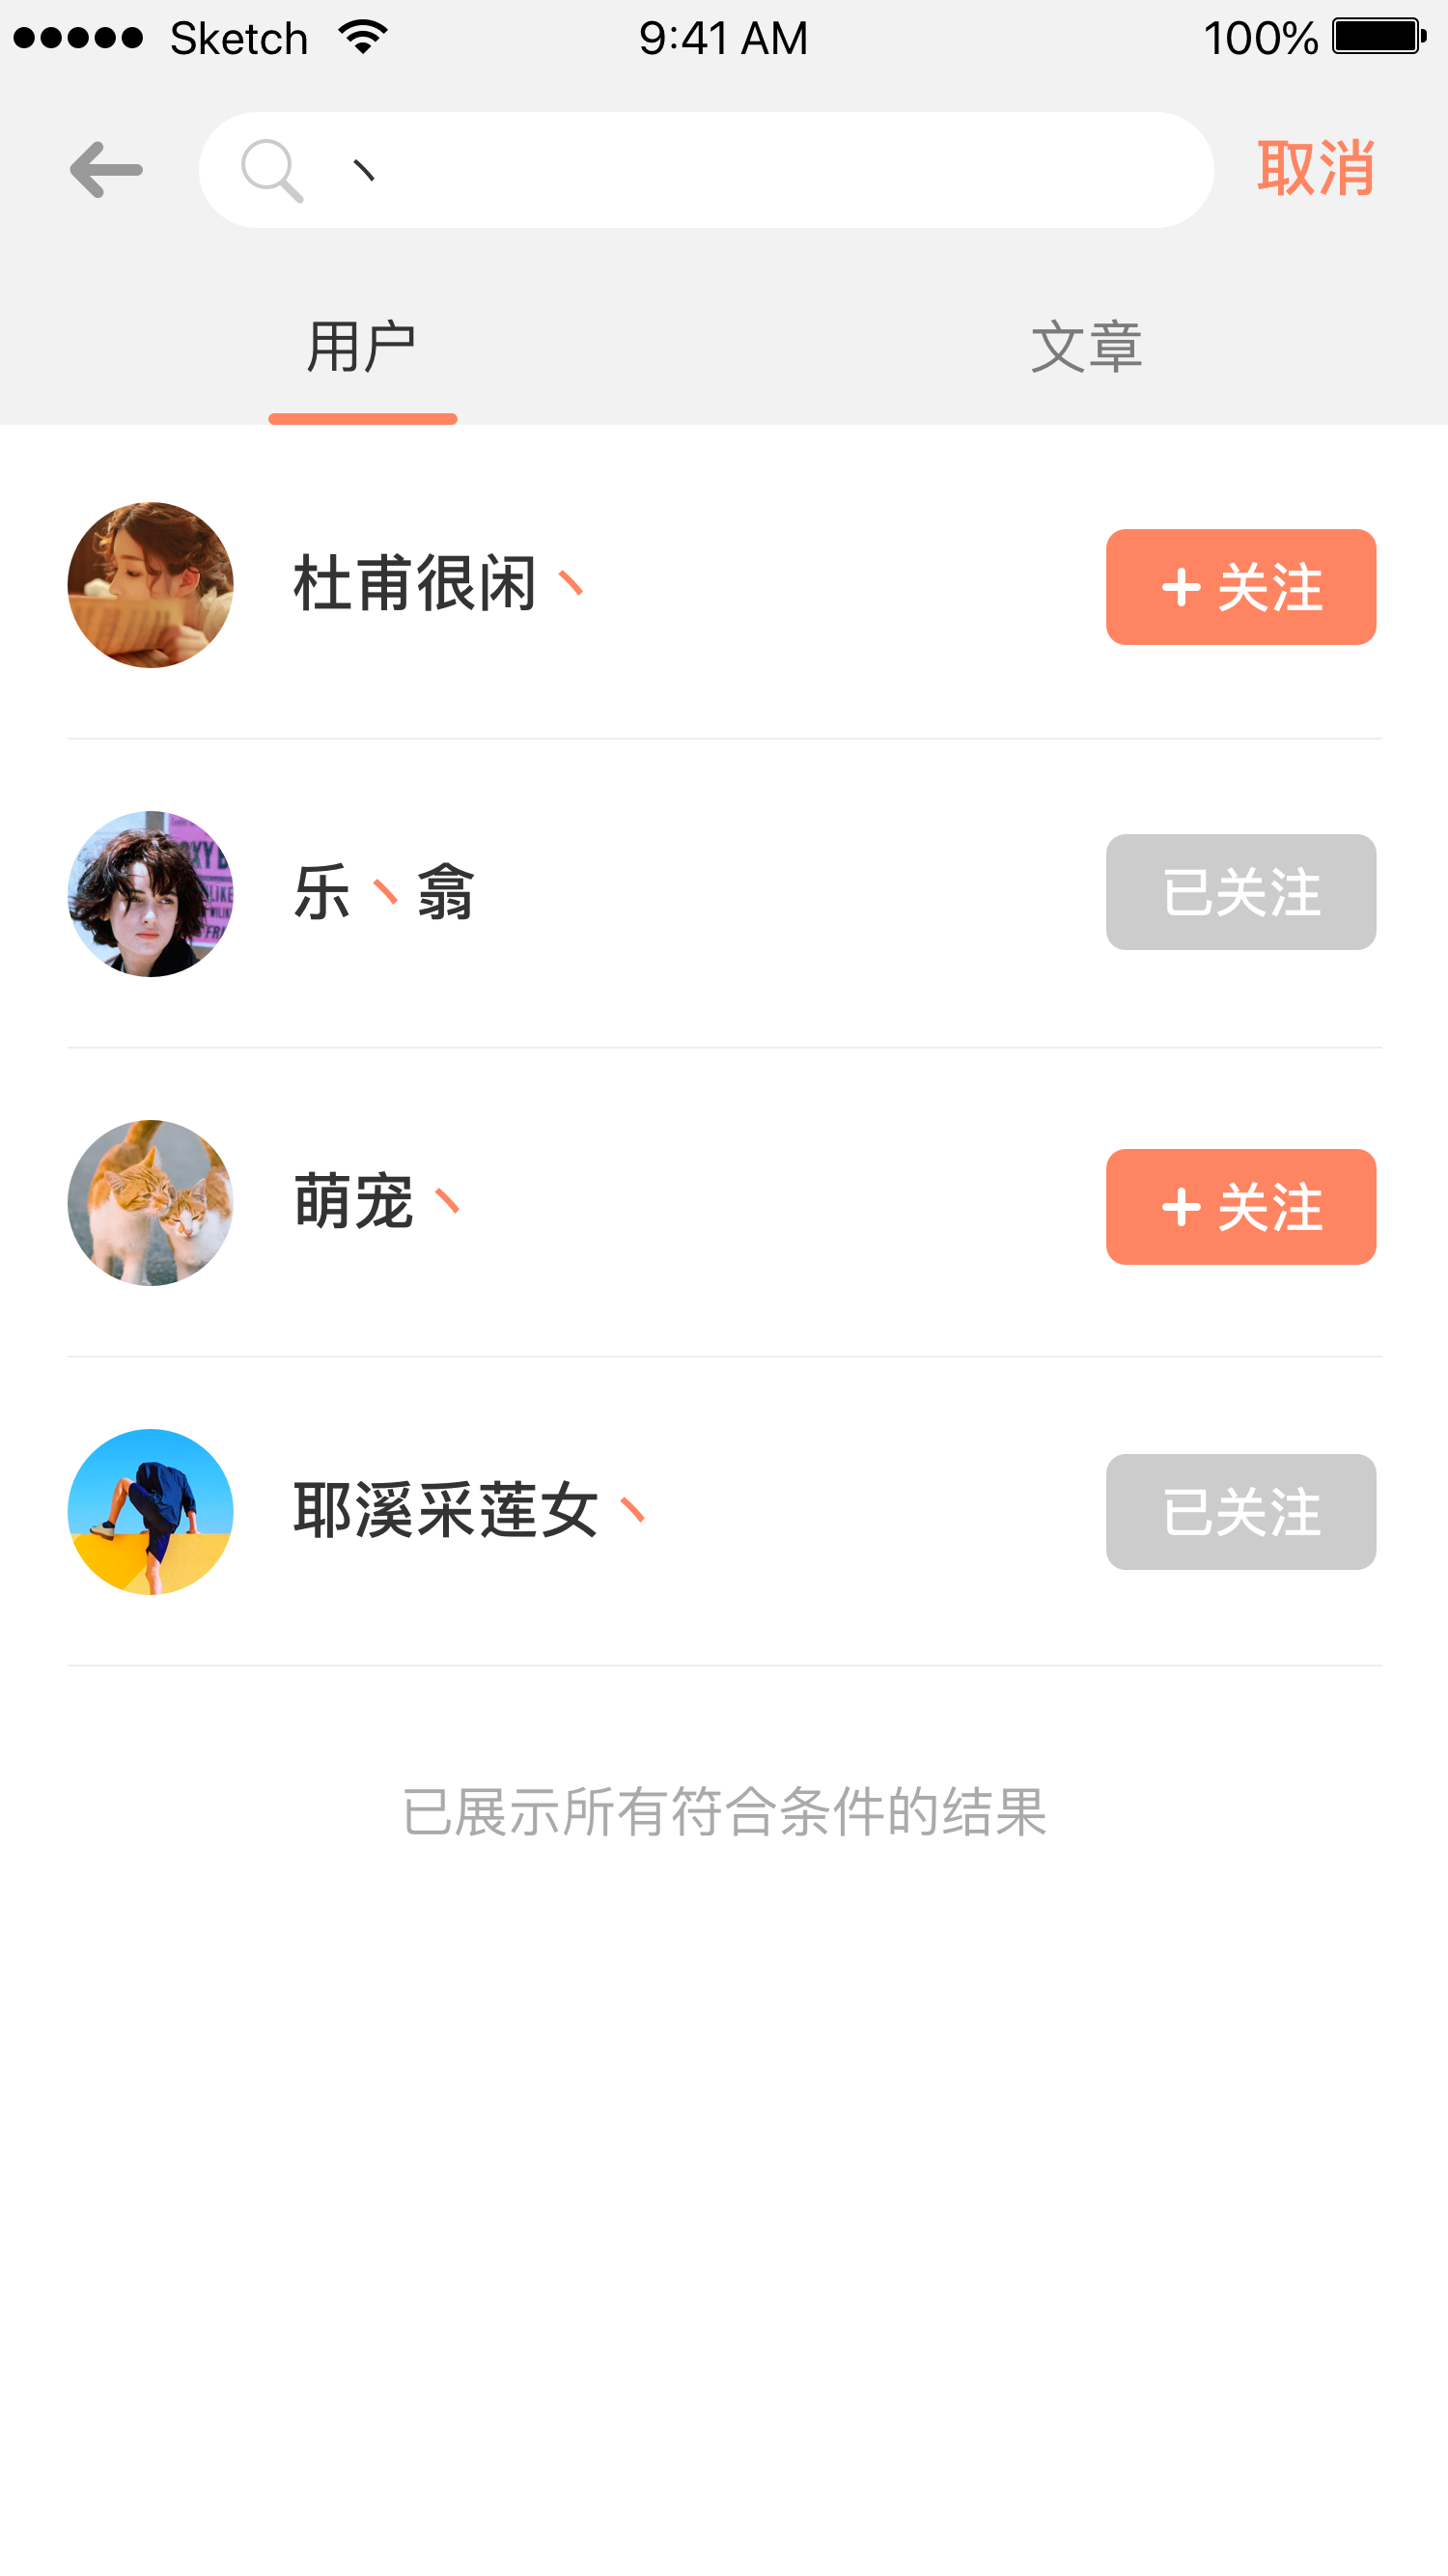 Sketch 9:41 AM 100%
丶 取消
用户 文章
杜甫很闲丶 + 关注
乐丶翕 已关注
萌宠丶 + 关注
耶溪采莲女丶 已关注
已展示所有符合条件的结果